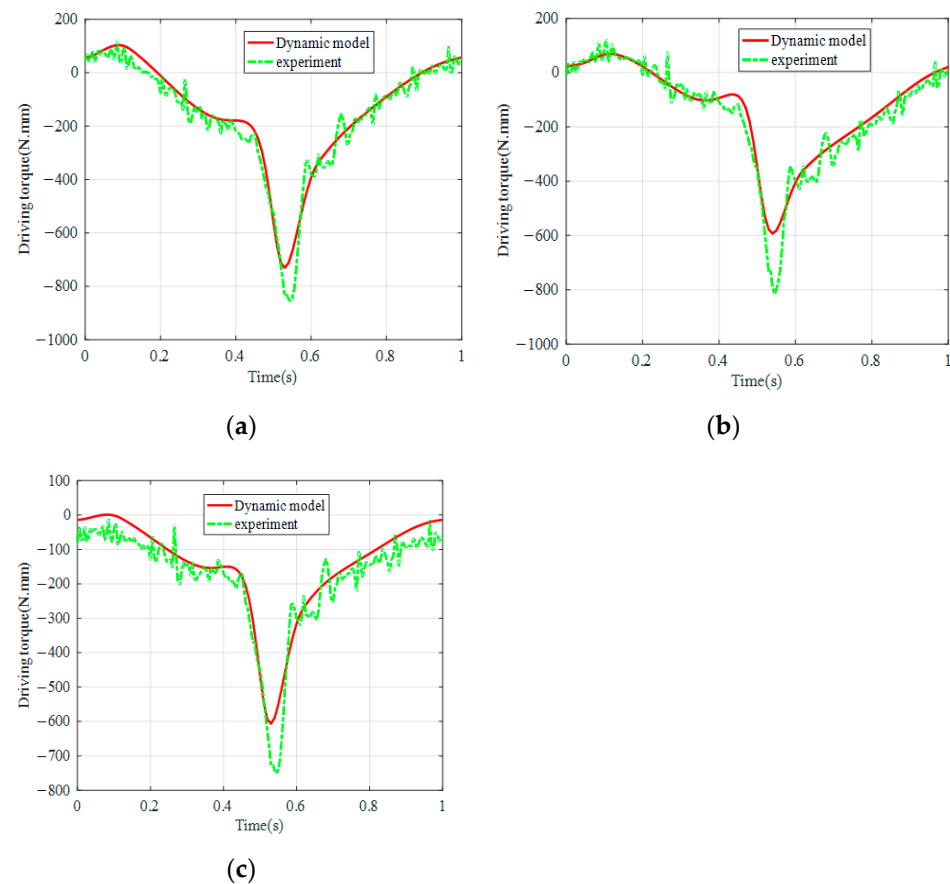 200
0
−200
−400
−600
−800
−1000
Driving torque(N.mm)
Dynamic model
experiment
0 0.2 0.4 0.6 0.8 1
Time(s)
(a)
200
0
−200
−400
−600
−800
−1000
Driving torque(N.mm)
Dynamic model
experiment
0 0.2 0.4 0.6 0.8 1
Time(s)
(b)
100
0
−100
−200
−300
−400
−500
−600
−700
−800
Driving torque(N.mm)
Dynamic model
experiment
0 0.2 0.4 0.6 0.8 1
Time(s)
(c)